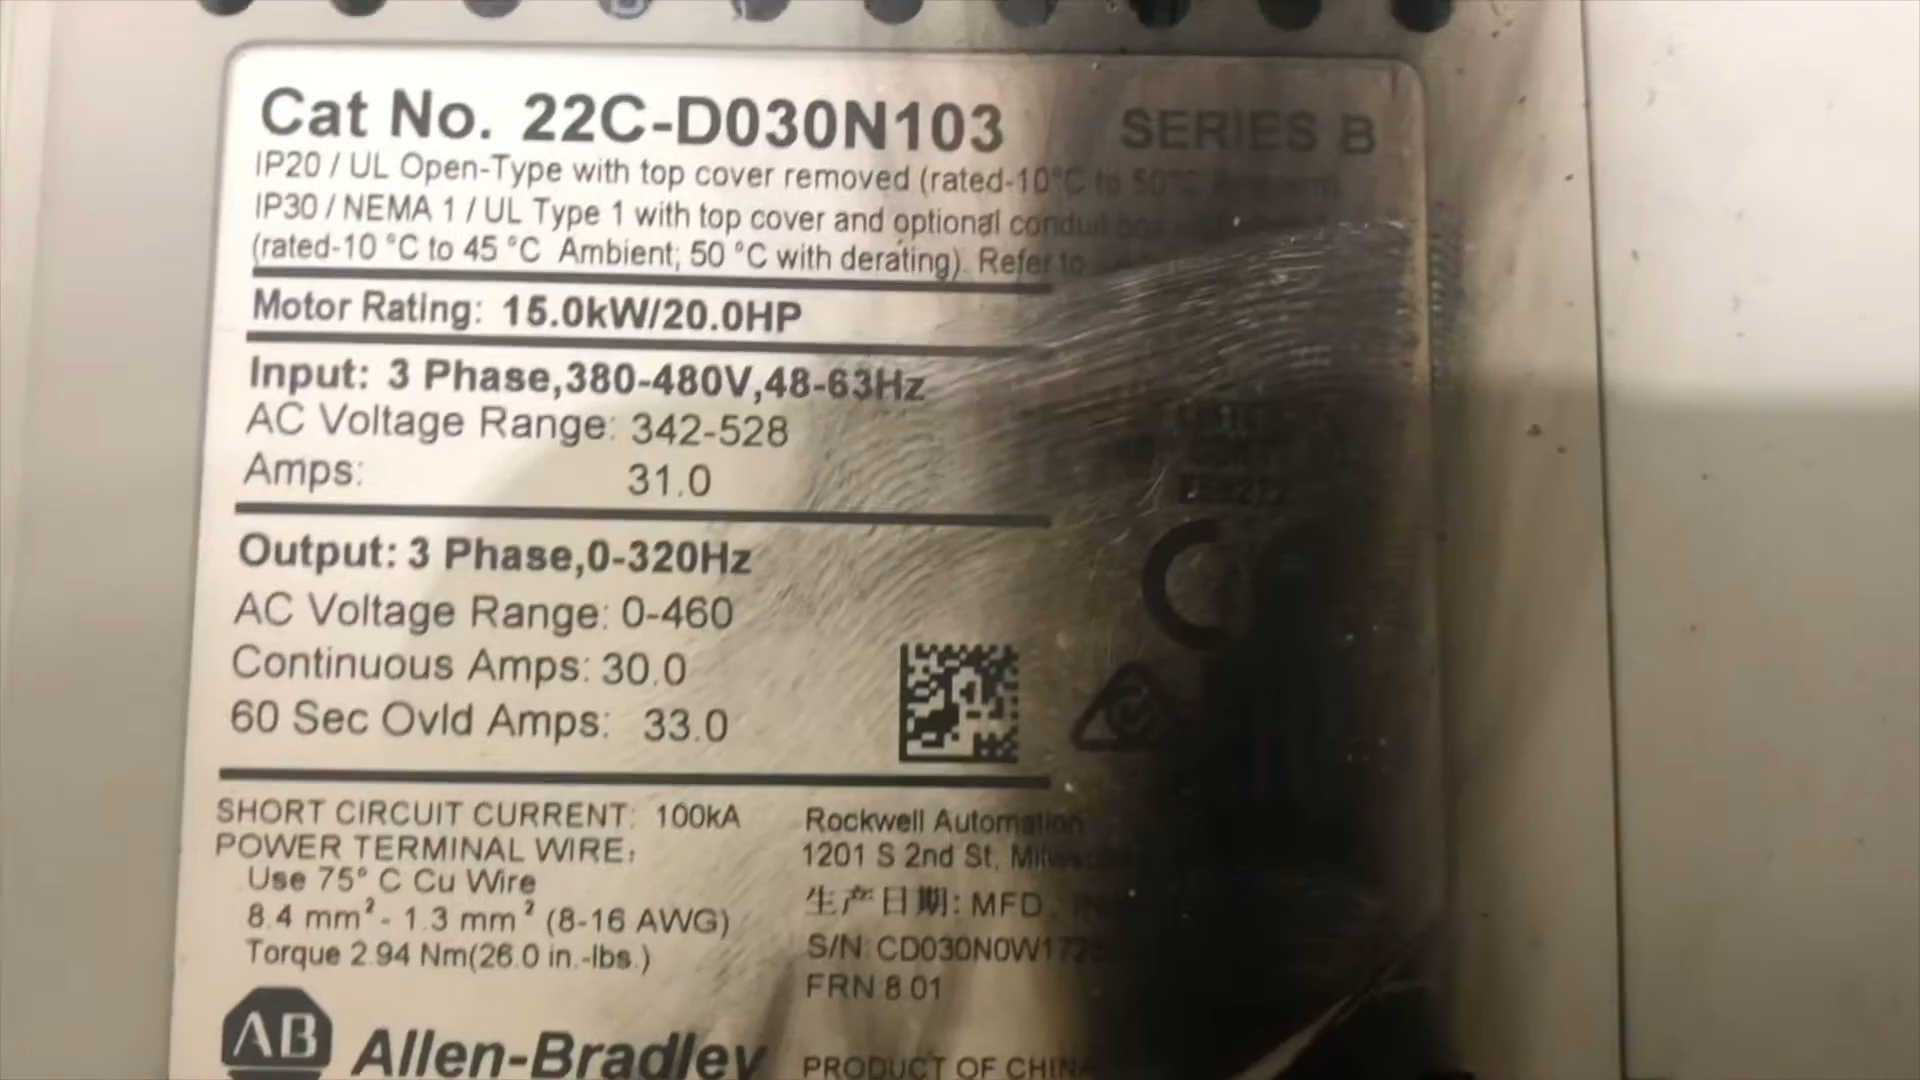 Cat No. 22C-D030N103 SERIES B
IP20 / UL Open-Type with top cover removed (rated-10°C to 50°C Ambient)
IP30 / NEMA 1 / UL Type 1 with top cover and optional conduit
(rated-10 °C to 45 °C Ambient; 50 °C with derating). Refer to
Motor Rating: 15.0kW/20.0HP
Input: 3 Phase,380-480V,48-63Hz
AC Voltage Range: 342-528
Amps: 31.0
Output: 3 Phase,0-320Hz
AC Voltage Range: 0-460
Continuous Amps: 30.0
60 Sec Ovld Amps: 33.0
SHORT CIRCUIT CURRENT: 100kA
POWER TERMINAL WIRE:
Use 75° C Cu Wire
8.4 mm² - 1.3 mm² (8-16 AWG)
Torque 2.94 Nm(26.0 in.-lbs.)
AB Allen-Bradley
Rockwell Automation
1201 S 2nd St,
生产日期: MFD.
S/N: CD030N0W172
FRN 8.01
PRODUCT OF CHINA